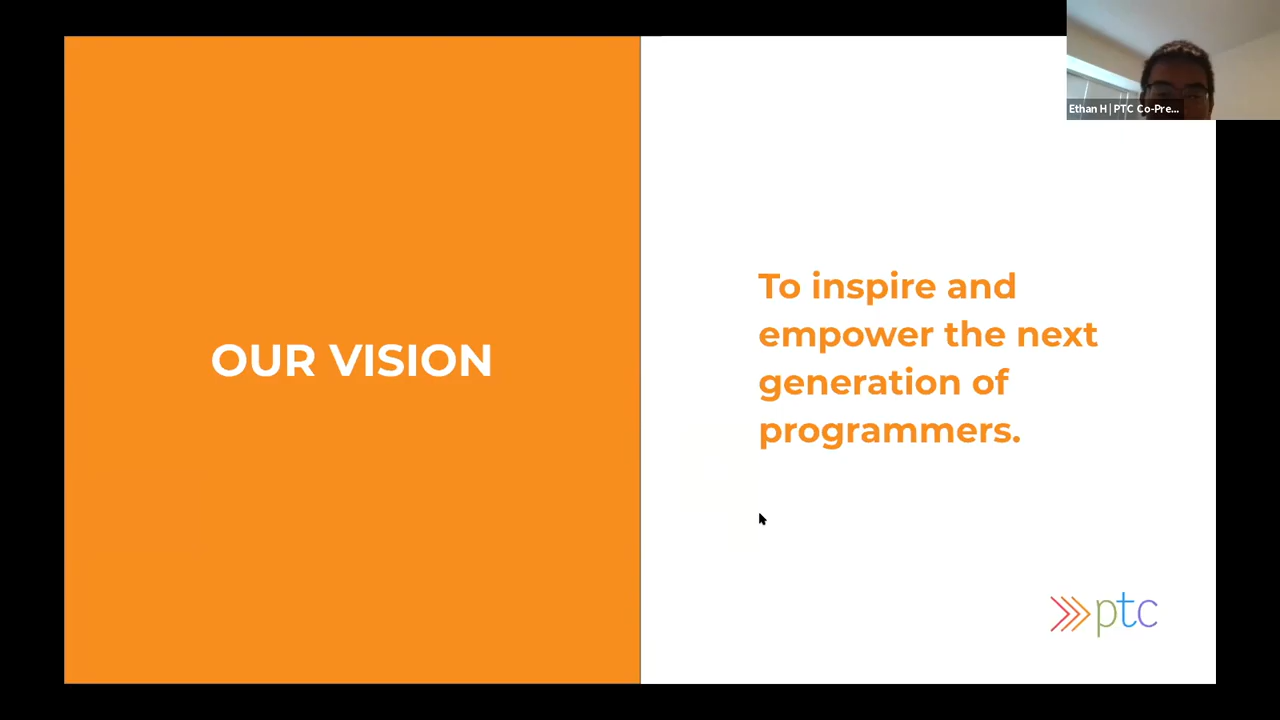 Ethan H | PTC Co-Pre...
OUR VISION
To inspire and
empower the next
generation of
programmers.
ptc